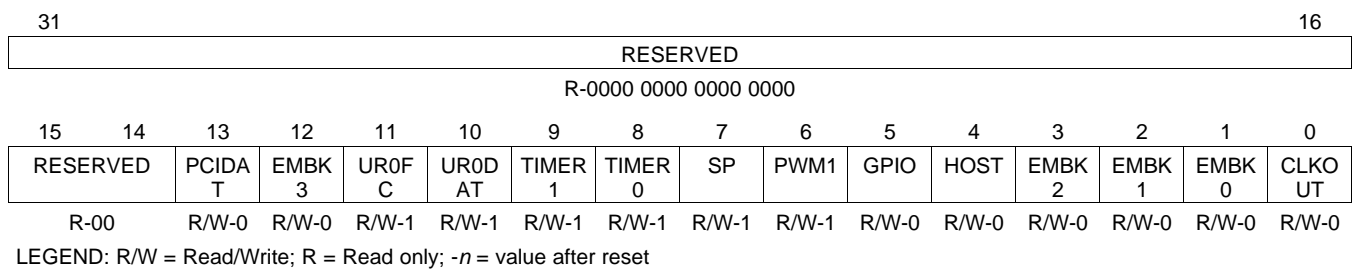 31 16
RESERVED
R-0000 0000 0000 0000
15 14 13 12 11 10 9 8 7 6 5 4 3 2 1 0
RESERVED PCIDA EMBK UR0F UR0D TIMER TIMER SP PWM1 GPIO HOST EMBK EMBK EMBK CLKO
T 3 C AT 1 0 2 1 0 UT
R-00 R/W-0 R/W-0 R/W-1 R/W-1 R/W-1 R/W-1 R/W-1 R/W-1 R/W-0 R/W-0 R/W-0 R/W-0 R/W-0 R/W-0
LEGEND: R/W = Read/Write; R = Read only; -n = value after reset